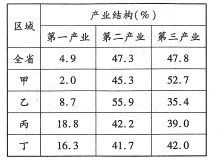 区域 产业结构(%)
第一产业 第二产业 第三产业
全省 4.9 47.3 47.8
甲 2.0 45.3 52.7
乙 8.7 55.9 35.4
丙 18.8 42.2 39.0
丁 16.3 41.7 42.0